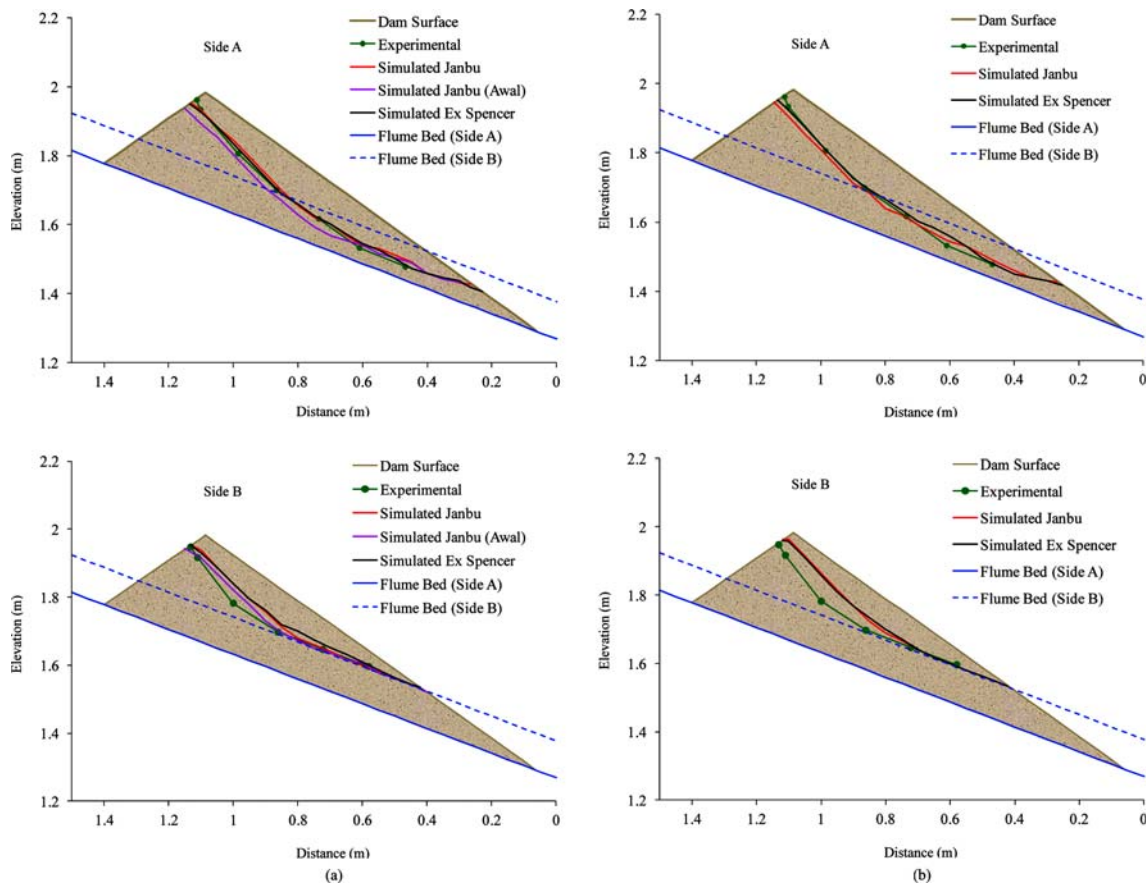 2.2
2
1.8
1.6
1.4
1.2
Elevation (m)
Side A
Dam Surface
Experimental
Simulated Janbu
Simulated Janbu (Awal)
Simulated Ex Spencer
Flume Bed (Side A)
Flume Bed (Side B)
1.4 1.2 1 0.8 0.6 0.4 0.2 0
Distance (m)
2.2
2
1.8
1.6
1.4
1.2
Elevation (m)
Side A
Dam Surface
Experimental
Simulated Janbu
Simulated Ex Spencer
Flume Bed (Side A)
Flume Bed (Side B)
1.4 1.2 1 0.8 0.6 0.4 0.2 0
Distance (m)
2.2
2
1.8
1.6
1.4
1.2
Elevation (m)
Side B
Dam Surface
Experimental
Simulated Janbu
Simulated Janbu (Awal)
Simulated Ex Spencer
Flume Bed (Side A)
Flume Bed (Side B)
1.4 1.2 1 0.8 0.6 0.4 0.2 0
Distance (m)
(a)
2.2
2
1.8
1.6
1.4
1.2
Elevation (m)
Side B
Dam Surface
Experimental
Simulated Janbu
Simulated Ex Spencer
Flume Bed (Side A)
Flume Bed (Side B)
1.4 1.2 1 0.8 0.6 0.4 0.2 0
Distance (m)
(b)